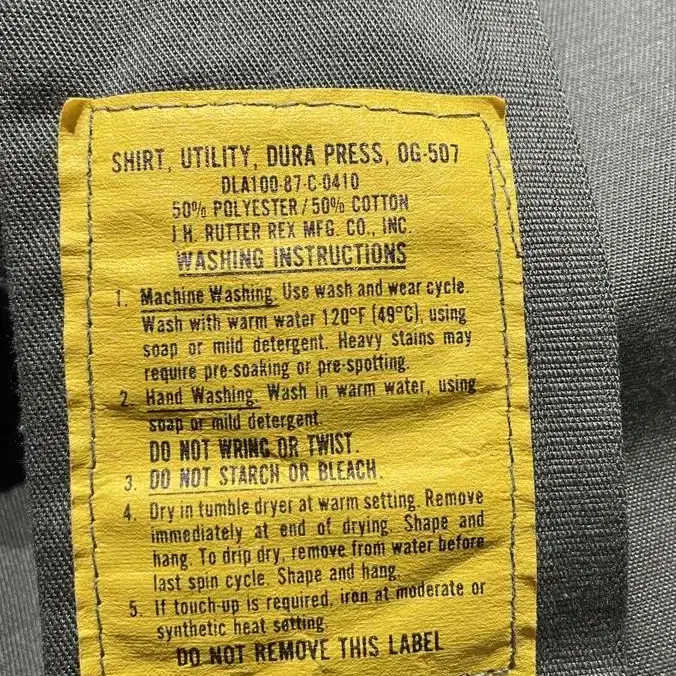 SHIRT, UTILITY, DURA PRESS, OG-507
DLA100-87-C-0410
50% POLYESTER/50% COTTON
J.H. RUTTER REX MFG. CO., INC.
WASHING INSTRUCTIONS
1. Machine Washing. Use wash and wear cycle.
Wash with warm water 120°F (49°C), using
soap or mild detergent. Heavy stains may
require pre-soaking or pre-spotting.
2. Hand Washing. Wash in warm water, using
soap or mild detergent.
DO NOT WRING OR TWIST.
3. DO NOT STARCH OR BLEACH.
4. Dry in tumble dryer at warm setting. Remove
immediately at end of drying. Shape and
hang. To drip dry, remove from water before
last spin cycle. Shape and hang.
5. If touch-up is required, iron at moderate or
synthetic heat setting.
DO NOT REMOVE THIS LABEL